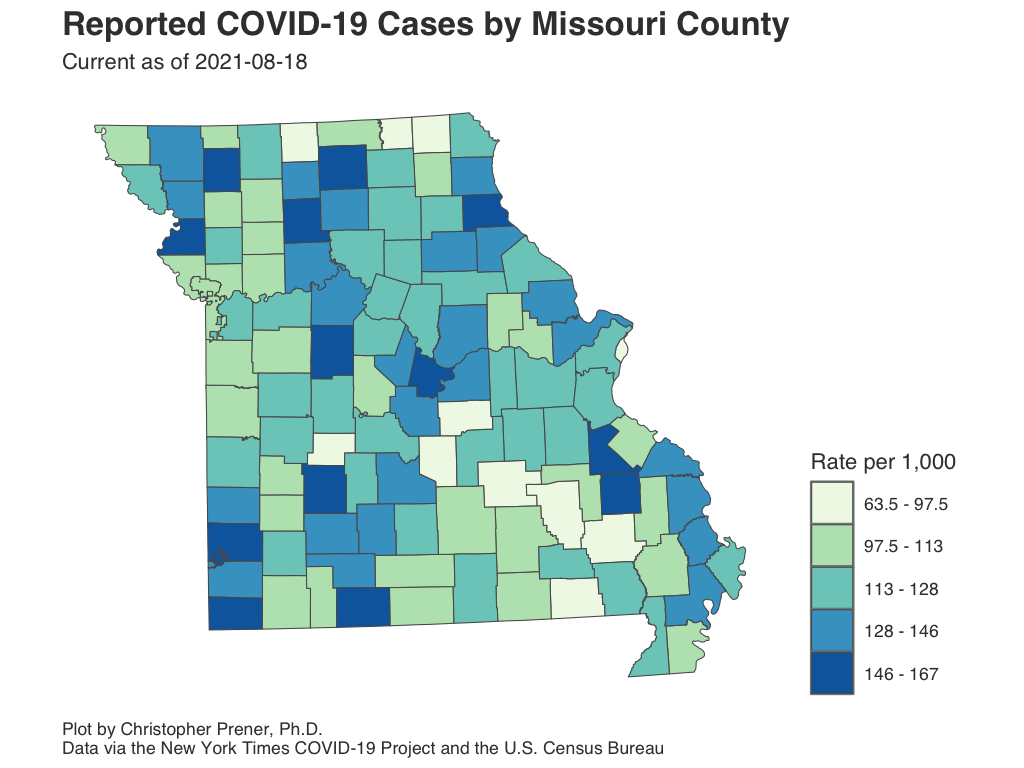 Reported COVID-19 Cases by Missouri County
Current as of 2021-08-18
Rate per 1,000
63.5 - 97.5
97.5 - 113
113 - 128
128 - 146
146 - 167
Plot by Christopher Prener, Ph.D.
Data via the New York Times COVID-19 Project and the U.S. Census Bureau